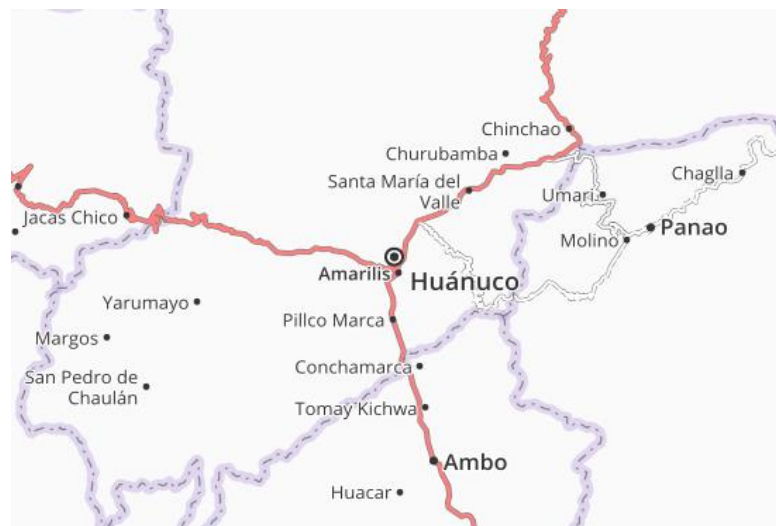 Chinchao
Churubamba
Chaglla
Santa María del
Valle
Umari
Jacas Chico
Panao
Molino
Amarilis
Huánuco
Yarumayo
Pillco Marca
Margos
Conchamarca
San Pedro de
Chaulán
Tomay Kichwa
Ambo
Huacar